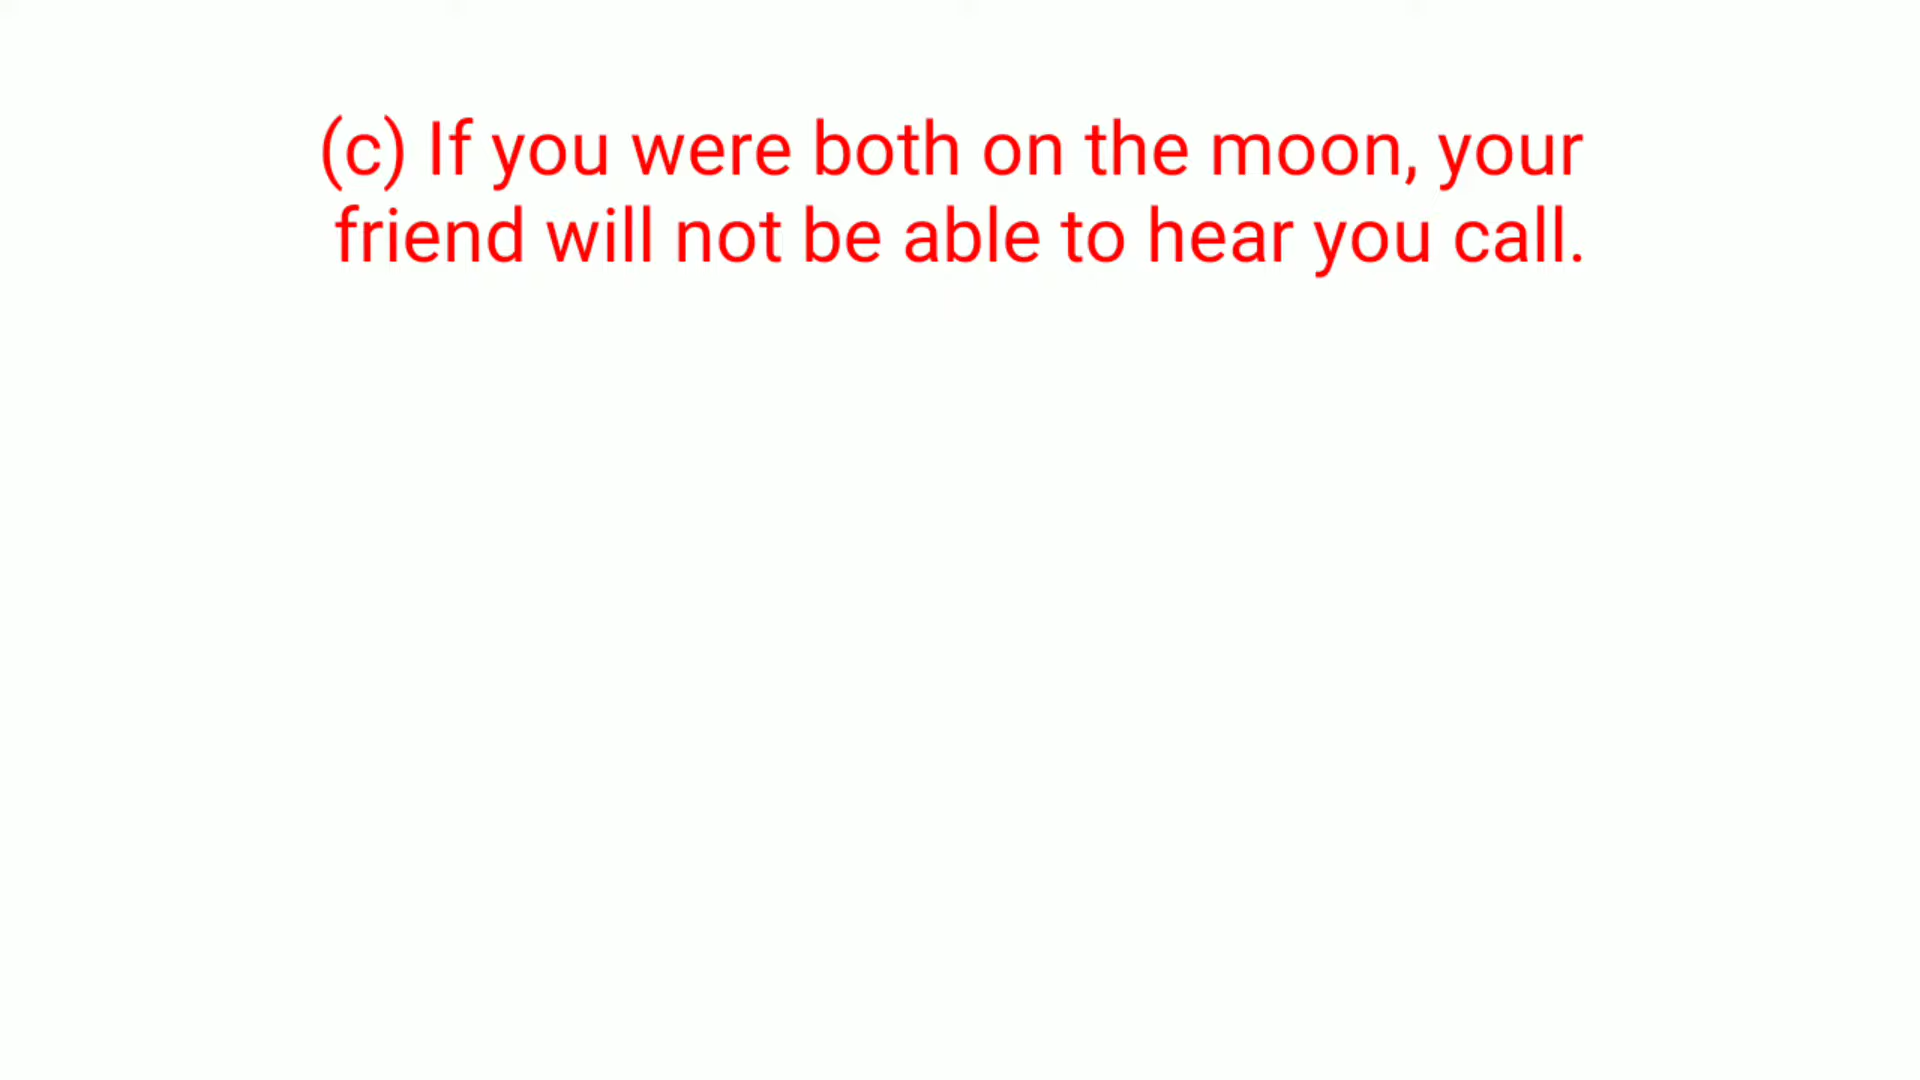 (c) If you were both on the moon, your
friend will not be able to hear you call.